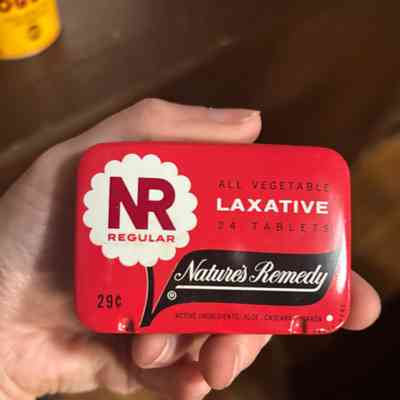 NR
REGULAR
ALL VEGETABLE
LAXATIVE
24 TABLETS
Nature's Remedy
®
29¢
ACTIVE INGREDIENTS: ALOE, CASCARA